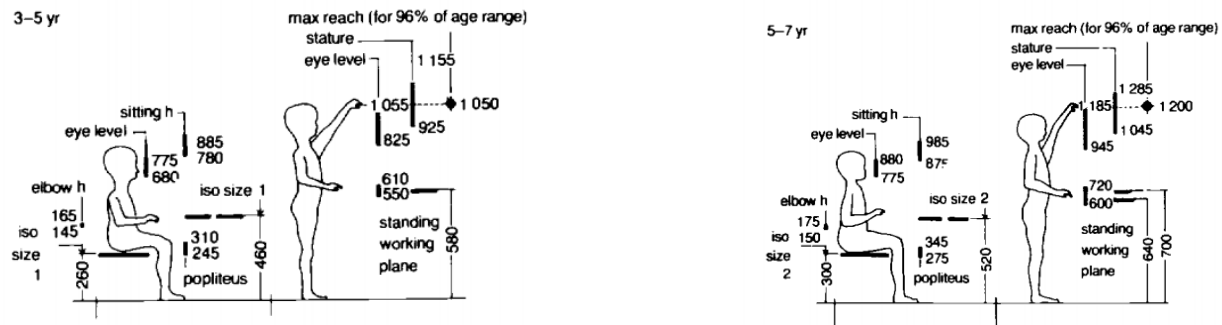 3–5 yr
max reach (for 96% of age range)
stature
eye level
1 155
1 055
1 050
825
925
sitting h
eye level
885
780
775
680
elbow h
165
145
iso
size
1
260
iso size 1
310
245
popliteus
460
610
550
standing
working
plane
580
5–7 yr
max reach (for 96% of age range)
stature
eye level
1 285
1 185
1 200
1 045
945
sitting h
eye level
985
875
880
775
elbow h
175
150
iso
size
2
300
iso size 2
345
275
popliteus
520
720
600
standing
working
plane
640
700